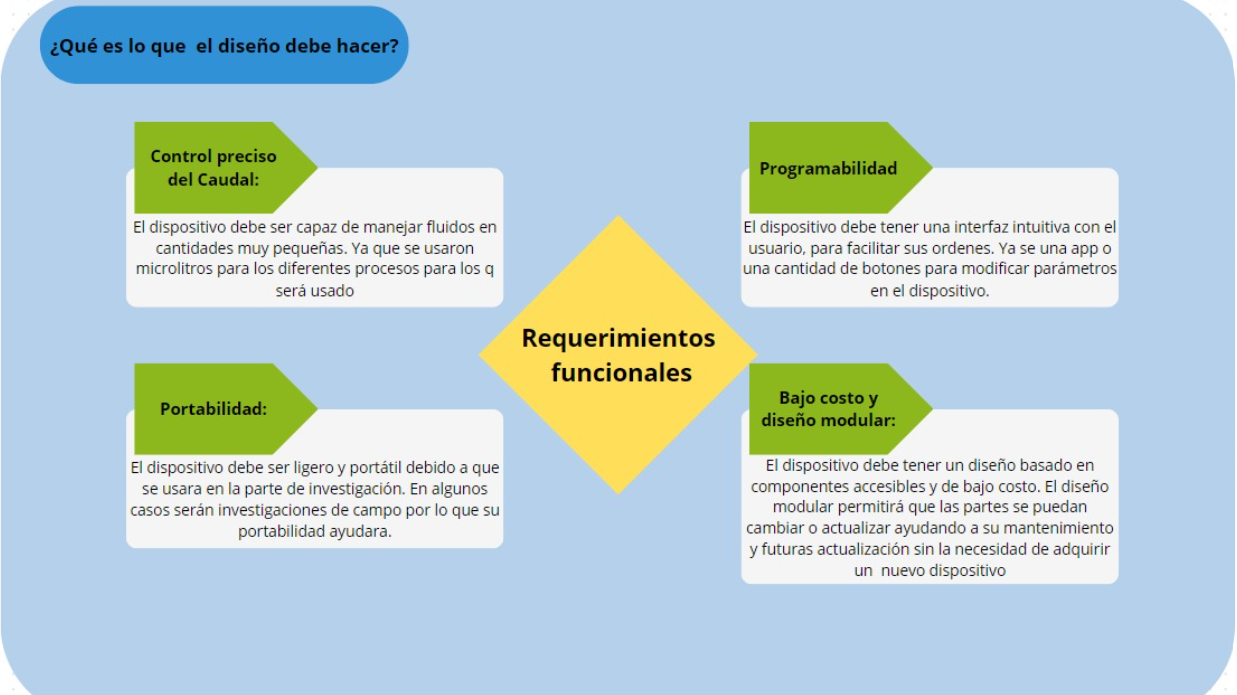 ¿Qué es lo que  el diseño debe hacer?
Control preciso
del Caudal:
El dispositivo debe ser capaz de manejar fluidos en
cantidades muy pequeñas. Ya que se usaron
microlitros para los diferentes procesos para los q
será usado
Programabilidad
El dispositivo debe tener una interfaz intuitiva con el
usuario, para facilitar sus ordenes. Ya se una app o
una cantidad de botones para modificar parámetros
en el dispositivo.
Requerimientos
funcionales
Portabilidad:
El dispositivo debe ser ligero y portátil debido a que
se usara en la parte de investigación. En algunos
casos serán investigaciones de campo por lo que su
portabilidad ayudara.
Bajo costo y
diseño modular:
El dispositivo debe tener un diseño basado en
componentes accesibles y de bajo costo. El diseño
modular permitirá que las partes se puedan
cambiar o actualizar ayudando a su mantenimiento
y futuras actualización sin la necesidad de adquirir
un  nuevo dispositivo